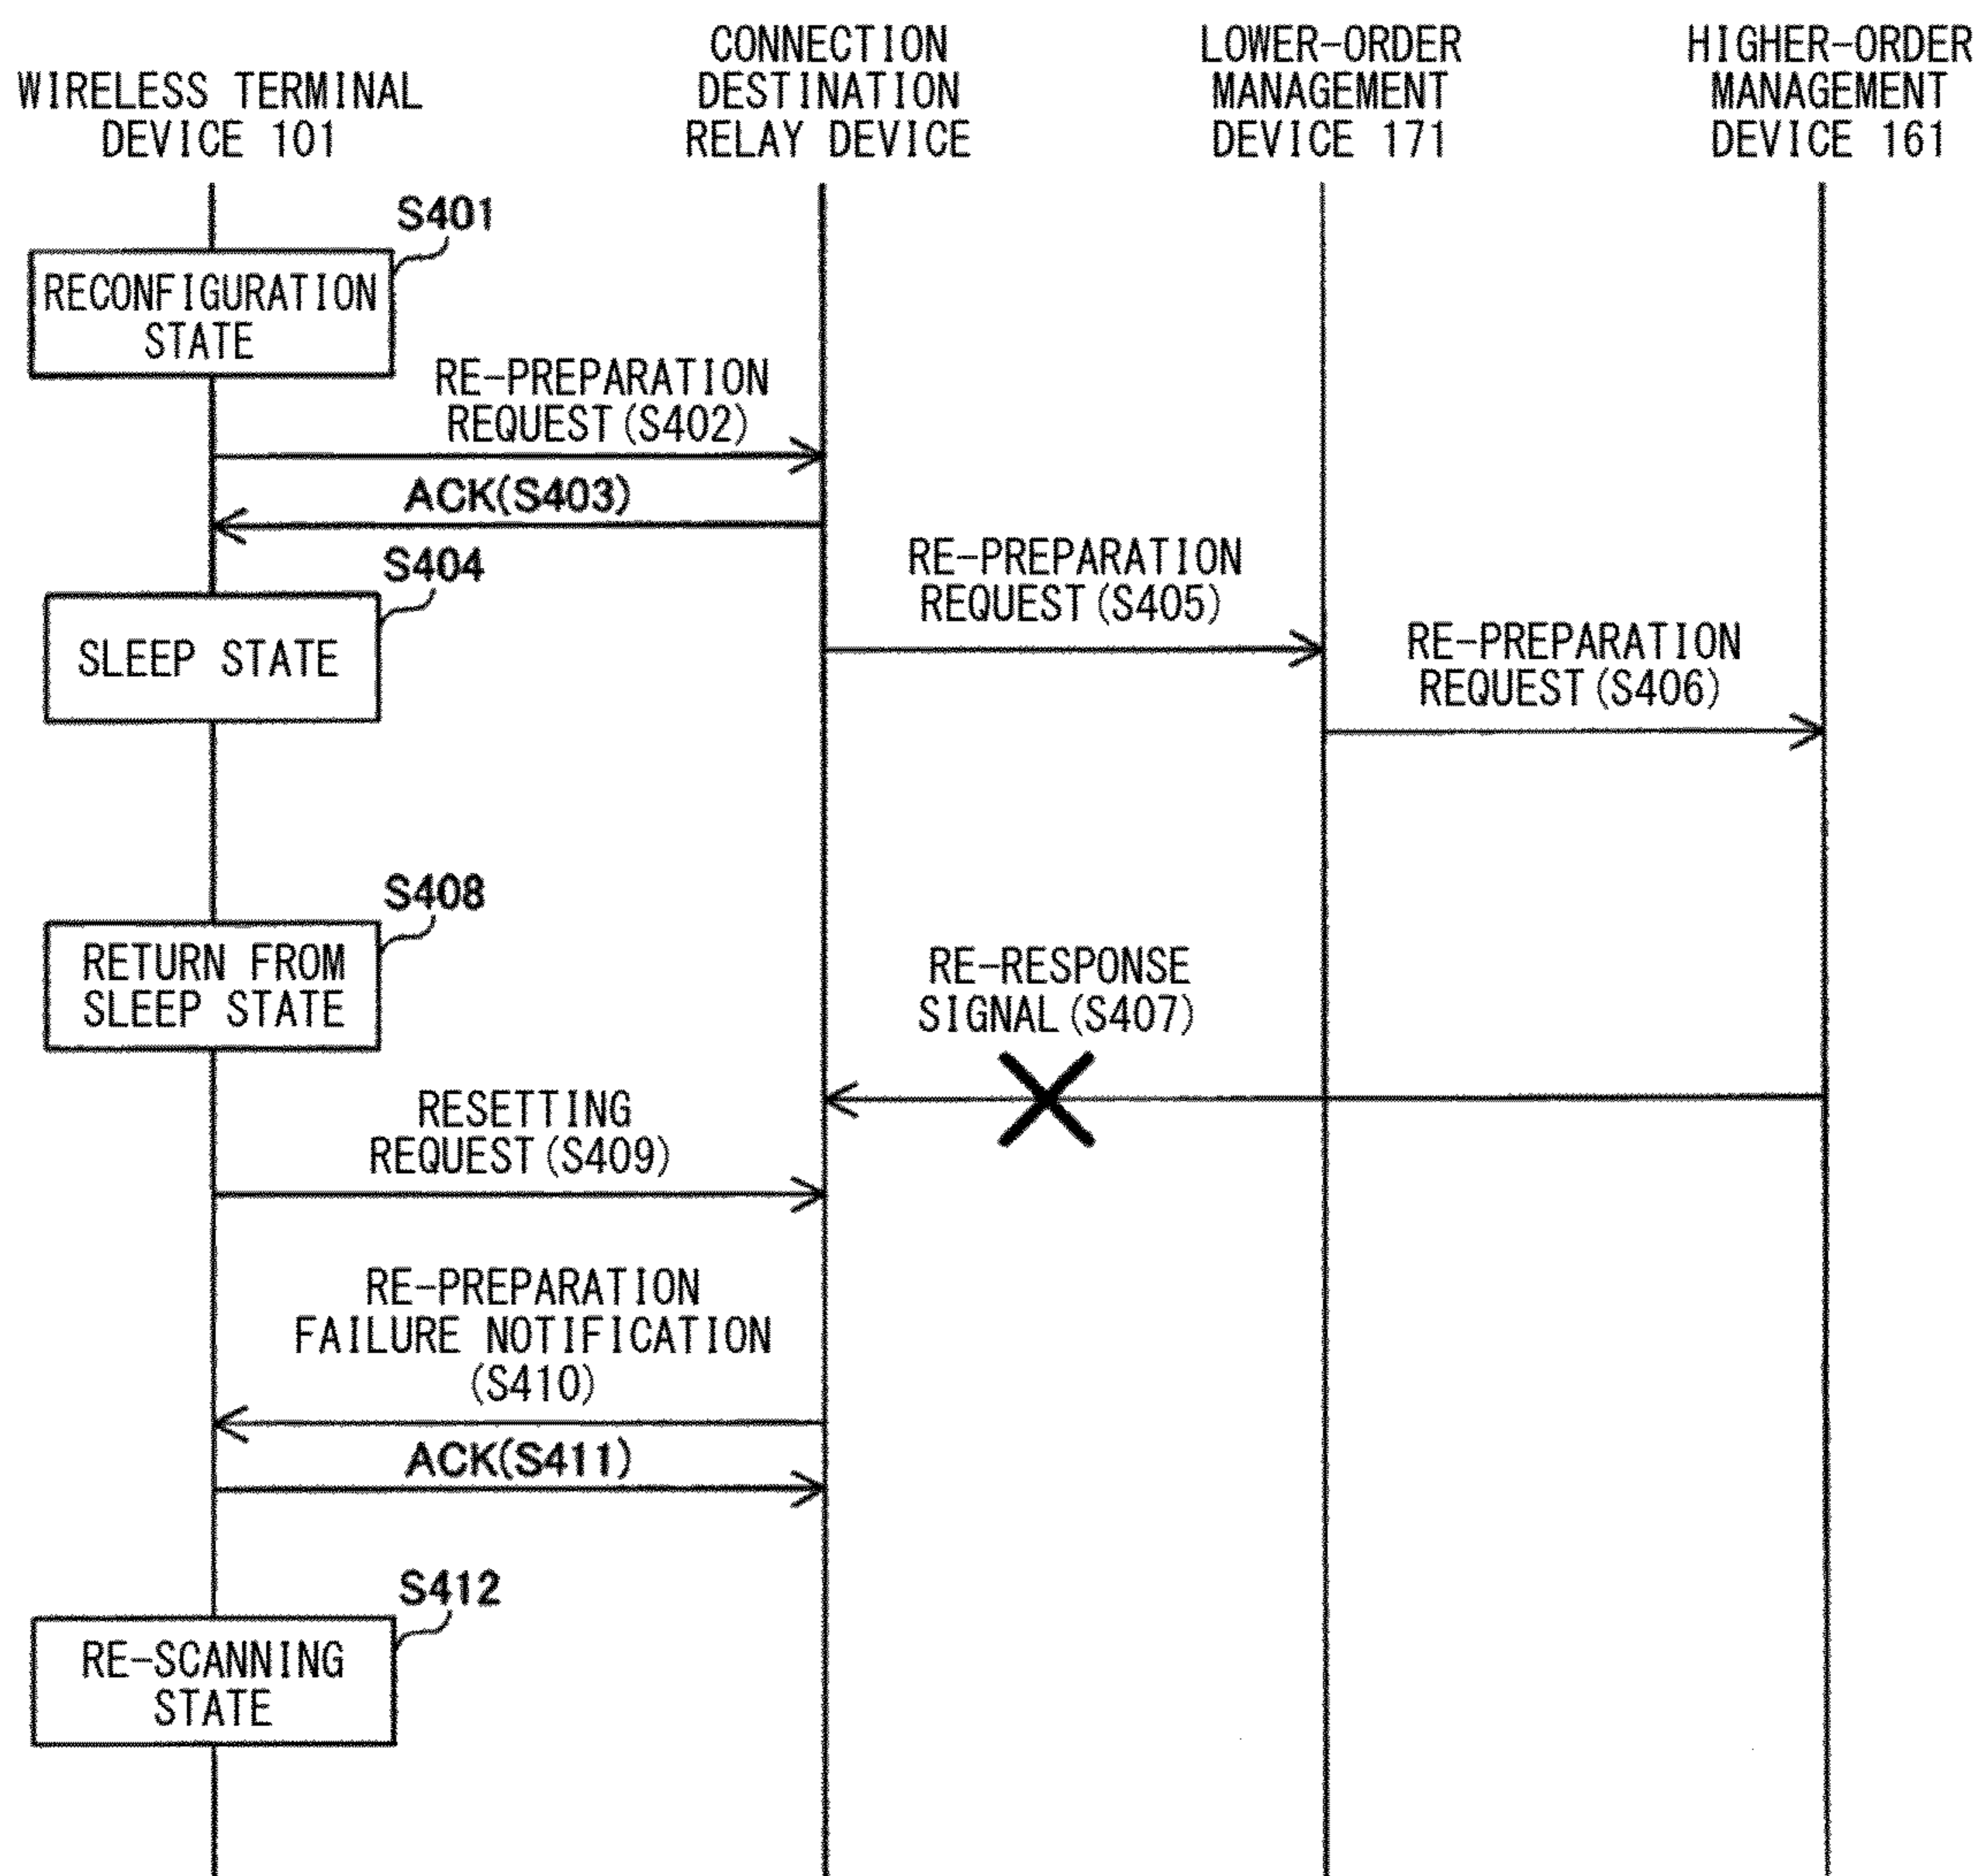 WIRELESS TERMINAL
DEVICE 101
CONNECTION
DESTINATION
RELAY DEVICE
LOWER-ORDER
MANAGEMENT
DEVICE 171
HIGHER-ORDER
MANAGEMENT
DEVICE 161
S401
RECONFIGURATION
STATE
RE-PREPARATION
REQUEST(S402)
ACK(S403)
S404
SLEEP STATE
RE-PREPARATION
REQUEST(S405)
RE-PREPARATION
REQUEST(S406)
S408
RETURN FROM
SLEEP STATE
RE-RESPONSE
SIGNAL(S407)
RESETTING
REQUEST(S409)
RE-PREPARATION
FAILURE NOTIFICATION
(S410)
ACK(S411)
S412
RE-SCANNING
STATE